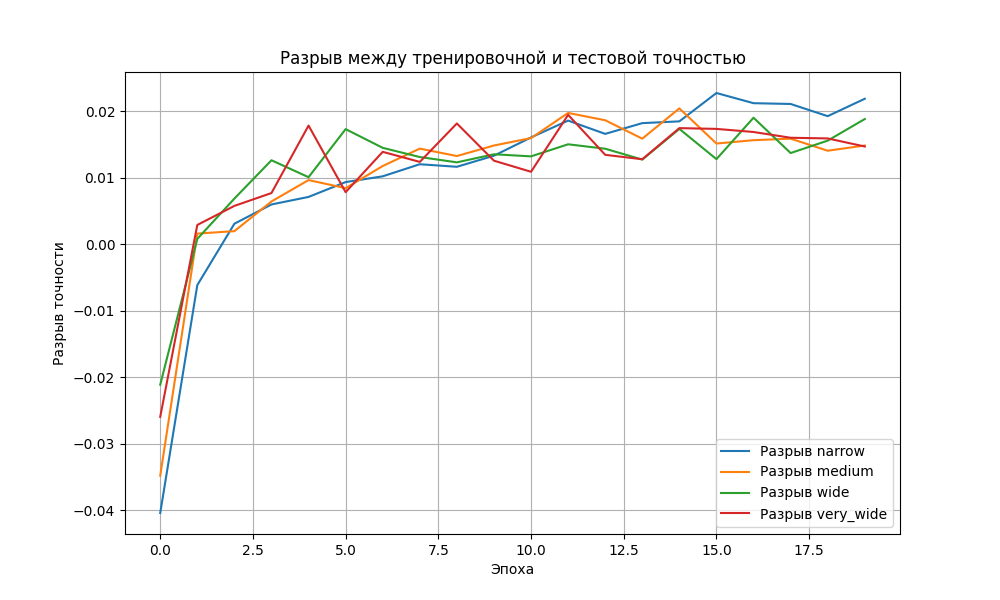 Разрыв между тренировочной и тестовой точностью
Разрыв точности
0.02
0.01
0.00
−0.01
−0.02
−0.03
−0.04
0.0 2.5 5.0 7.5 10.0 12.5 15.0 17.5
Эпоха
Разрыв narrow
Разрыв medium
Разрыв wide
Разрыв very_wide